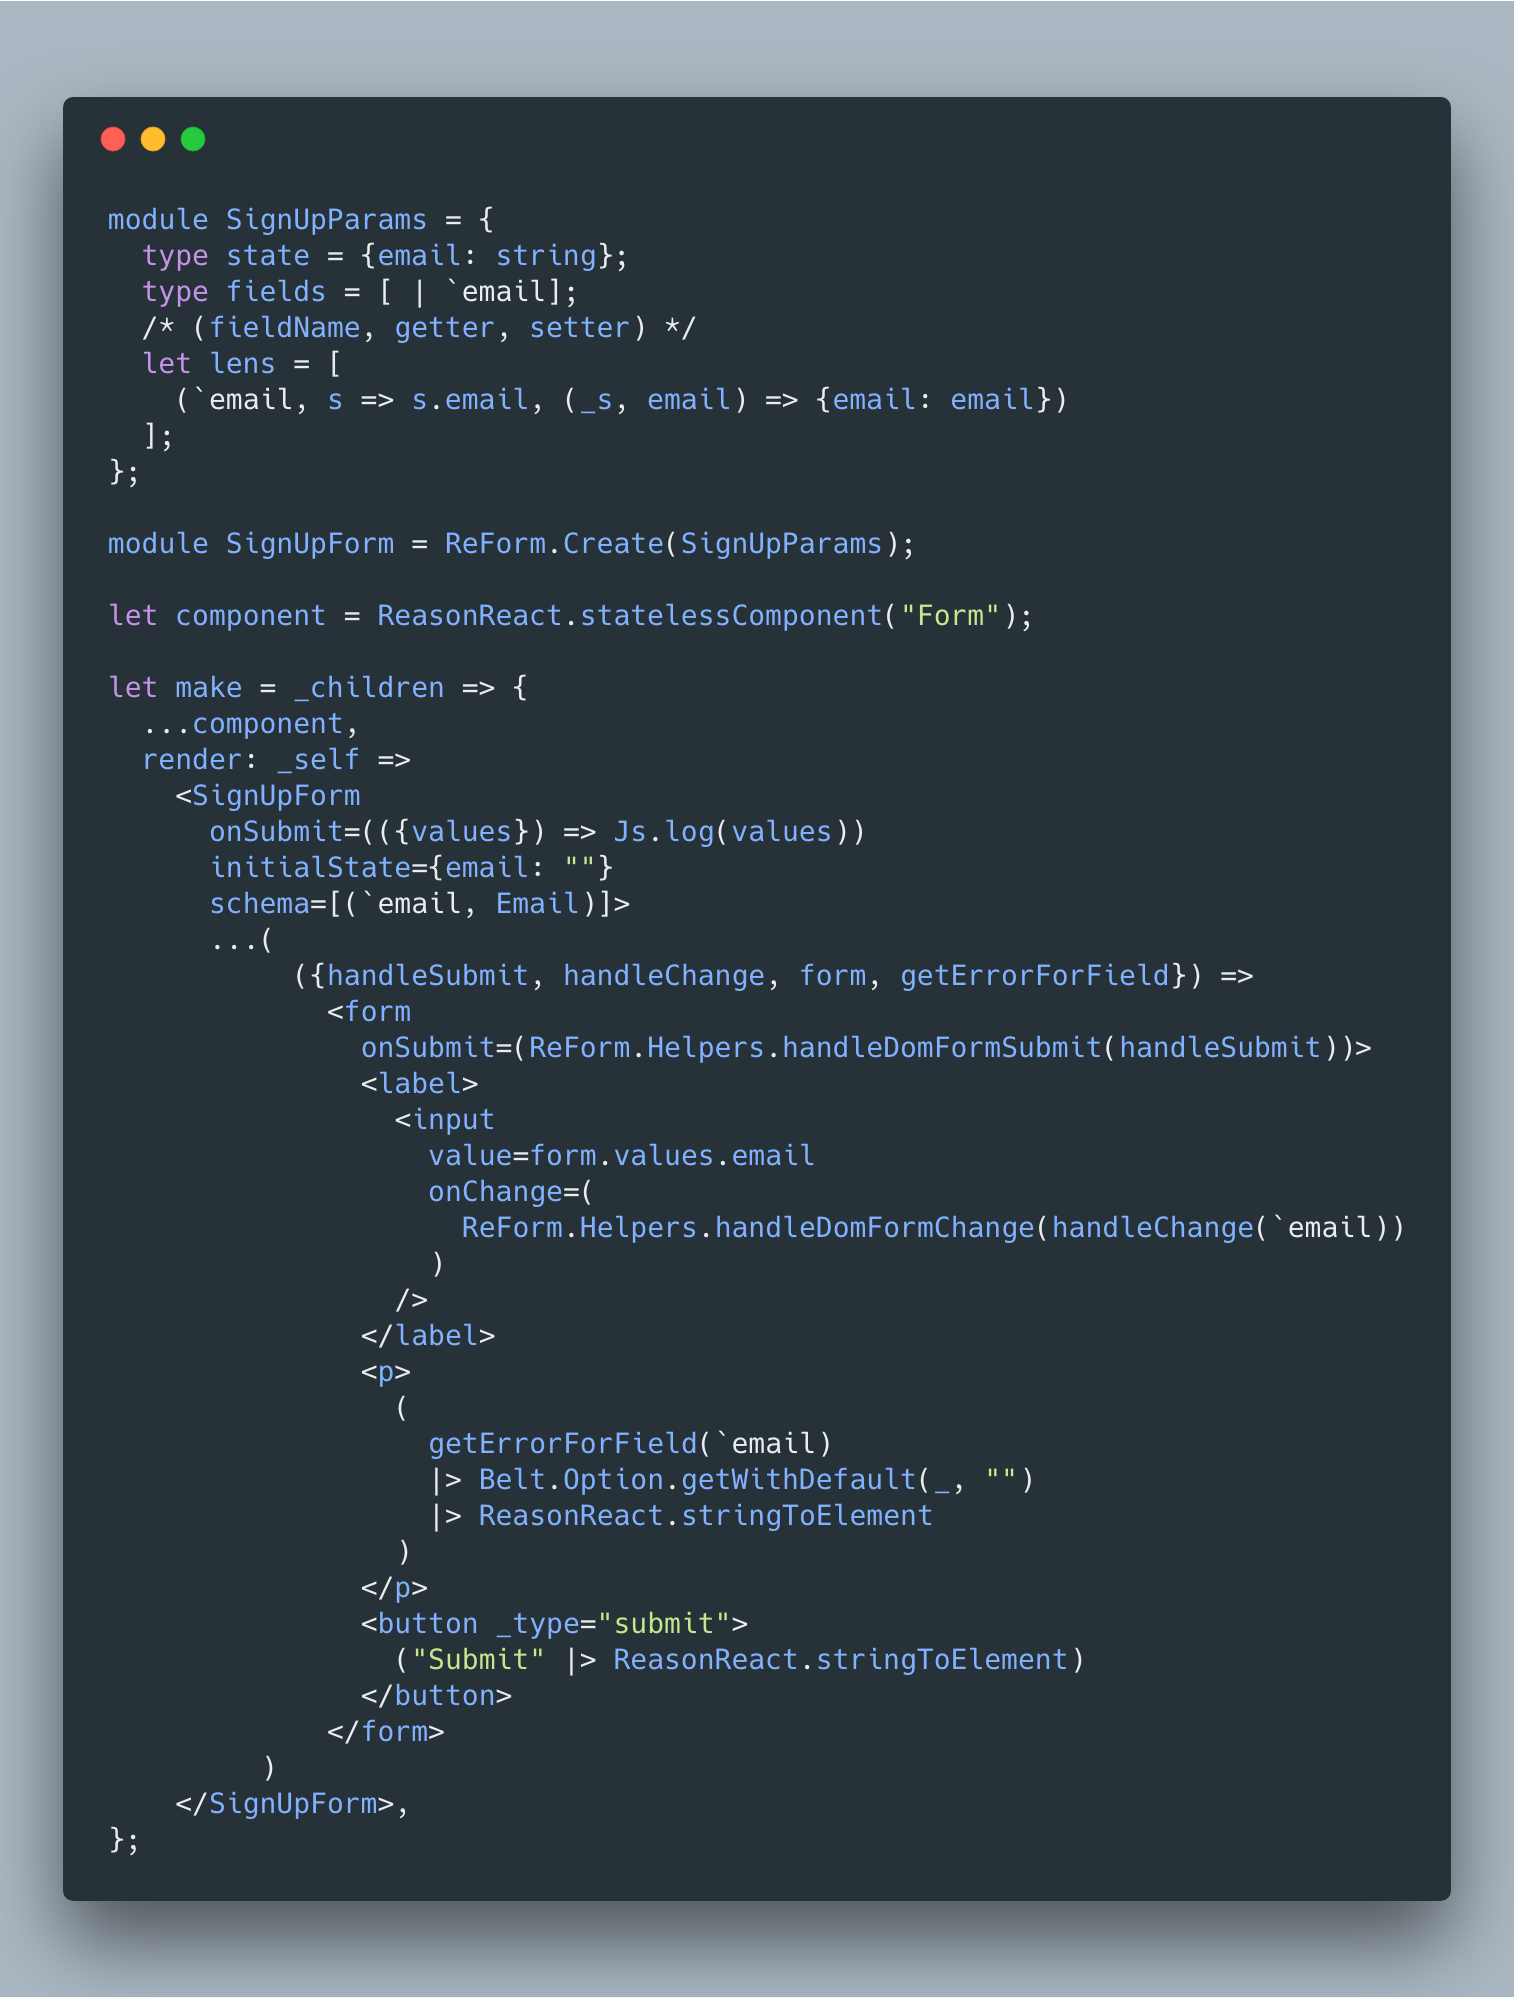 module SignUpParams = {
  type state = {email: string};
  type fields = [ | `email];
  /* (fieldName, getter, setter) */
  let lens = [
    (`email, s => s.email, (_s, email) => {email: email})
  ];
};

module SignUpForm = ReForm.Create(SignUpParams);

let component = ReasonReact.statelessComponent("Form");

let make = _children => {
  ...component,
  render: _self =>
    <SignUpForm
      onSubmit=(({values}) => Js.log(values))
      initialState={email: ""}
      schema=[(`email, Email)]>
      ...(
           ({handleSubmit, handleChange, form, getErrorForField}) =>
             <form
               onSubmit=(ReForm.Helpers.handleDomFormSubmit(handleSubmit))>
               <label>
                 <input
                   value=form.values.email
                   onChange=(
                     ReForm.Helpers.handleDomFormChange(handleChange(`email))
                   )
                 />
               </label>
               <p>
                 (
                   getErrorForField(`email)
                   |> Belt.Option.getWithDefault(_, "")
                   |> ReasonReact.stringToElement
                 )
               </p>
               <button _type="submit">
                 ("Submit" |> ReasonReact.stringToElement)
               </button>
             </form>
         )
    </SignUpForm>,
};